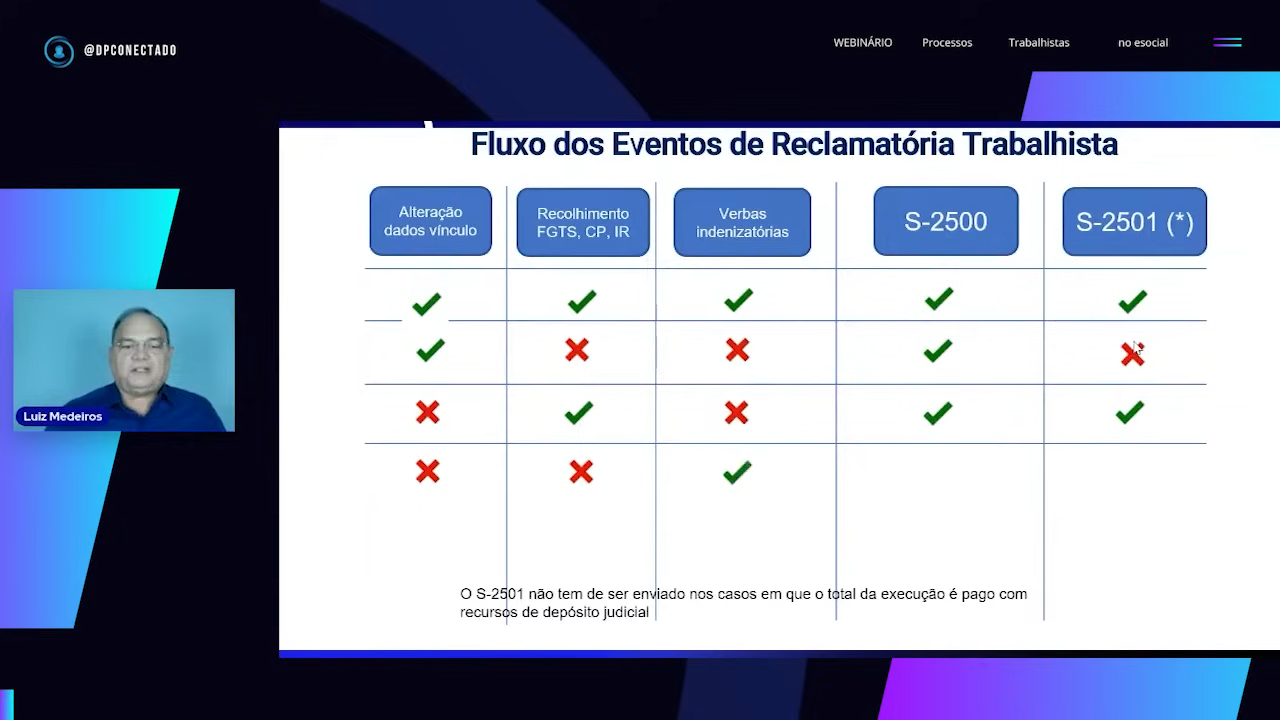 @DPCONECTADO
WEBINÁRIO Processos Trabalhistas no esocial
Fluxo dos Eventos de Reclamatória Trabalhista
Alteração
dados vínculo
Recolhimento
FGTS, CP, IR
Verbas
indenizatórias
S-2500
S-2501 (*)
Luiz Medeiros
O S-2501 não tem de ser enviado nos casos em que o total da execução é pago com
recursos de depósito judicial